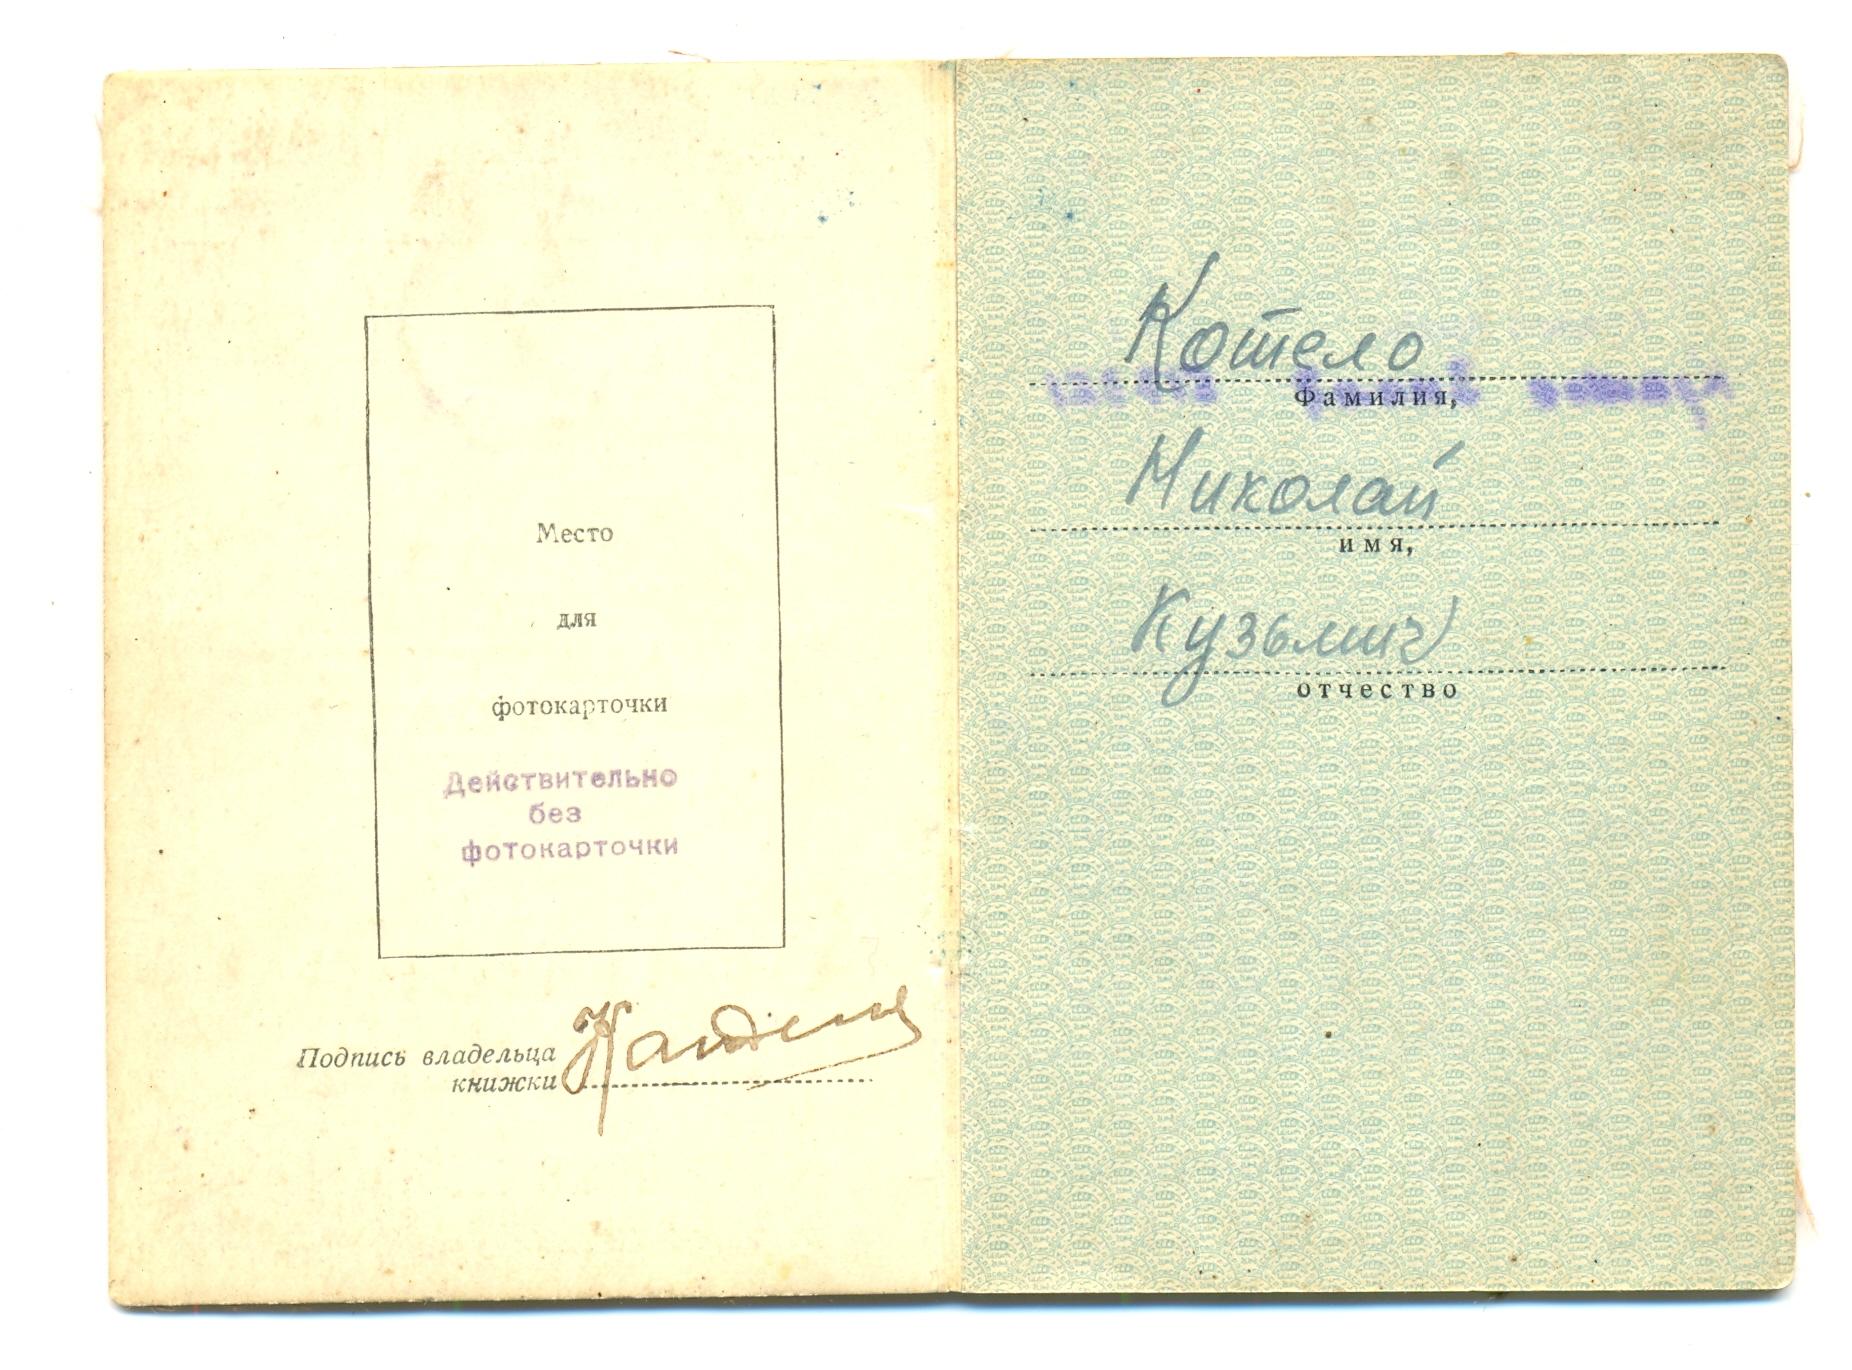 Место
для
фотокарточки
Действительно
без
фотокарточки
Подпись владельца
книжки
Котело
Фамилия,
Николай
имя,
Кузьмич
отчество